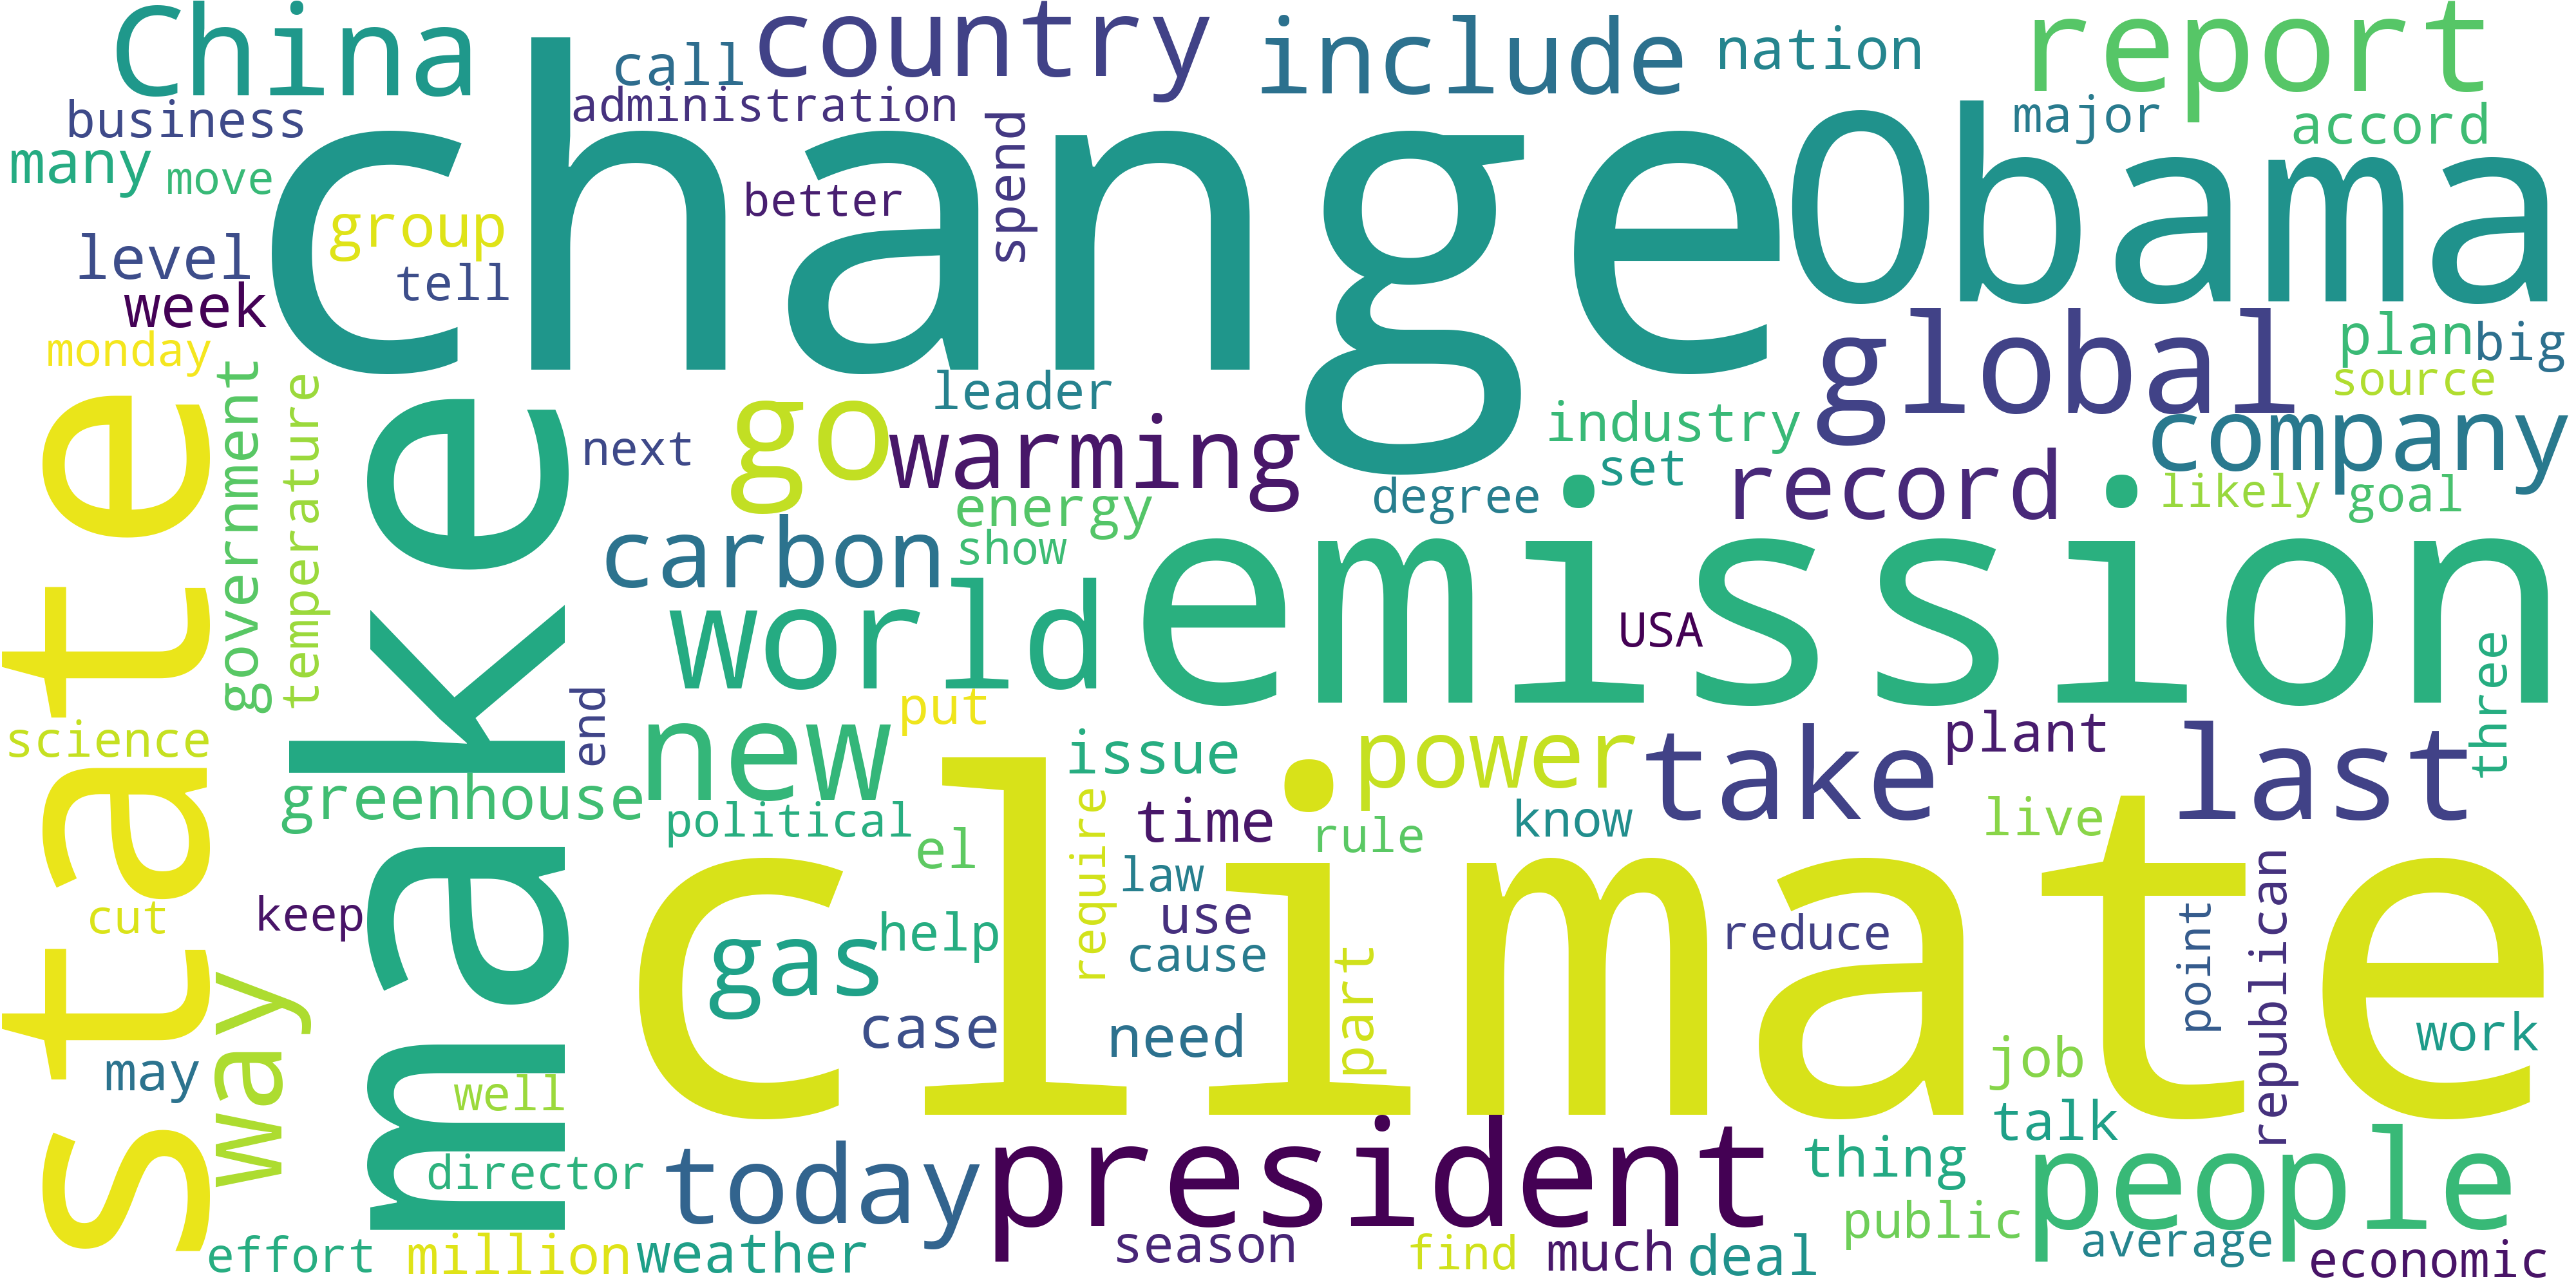 China
call
country
include
nation
report
business
administration
spend
major
accord
many
move
change
Obama
better
group
level
tell
week
monday
global
plan
big
leader
source
state
make
government
temperature
next
go
warming
industry
company
set
record
degree
energy
likely
goal
carbon
show
emission
world
USA
three
end
put
new
science
issue
power
take
plant
last
greenhouse
political
el
require
time
rule
know
live
climate
law
keep
cut
use
help
gas
cause
part
reduce
point
republican
way
case
need
work
may
well
job
talk
director
today
president
thing
people
effort
million
weather
season
find
much
deal
public
average
economic